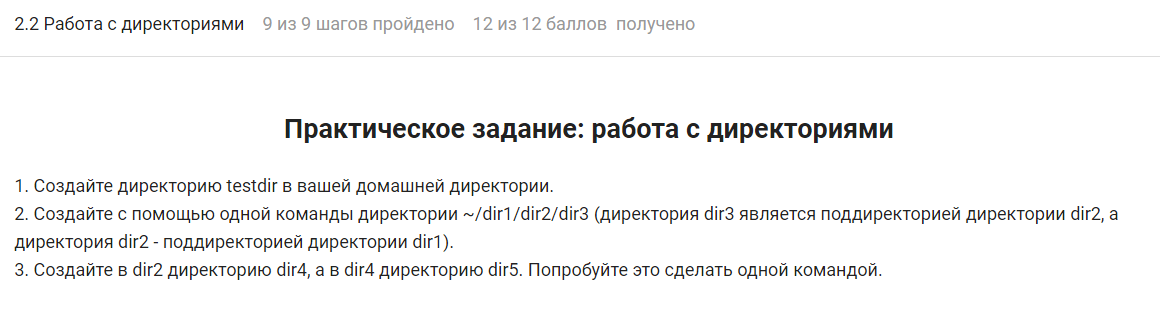 2.2 Работа с директориями 9 из 9 шагов пройдено 12 из 12 баллов получено
Практическое задание: работа с директориями
1. Создайте директорию testdir в вашей домашней директории.
2. Создайте с помощью одной команды директории ~/dir1/dir2/dir3 (директория dir3 является поддиректорией директории dir2, а
директория dir2 - поддиректорией директории dir1).
3. Создайте в dir2 директорию dir4, а в dir4 директорию dir5. Попробуйте это сделать одной командой.